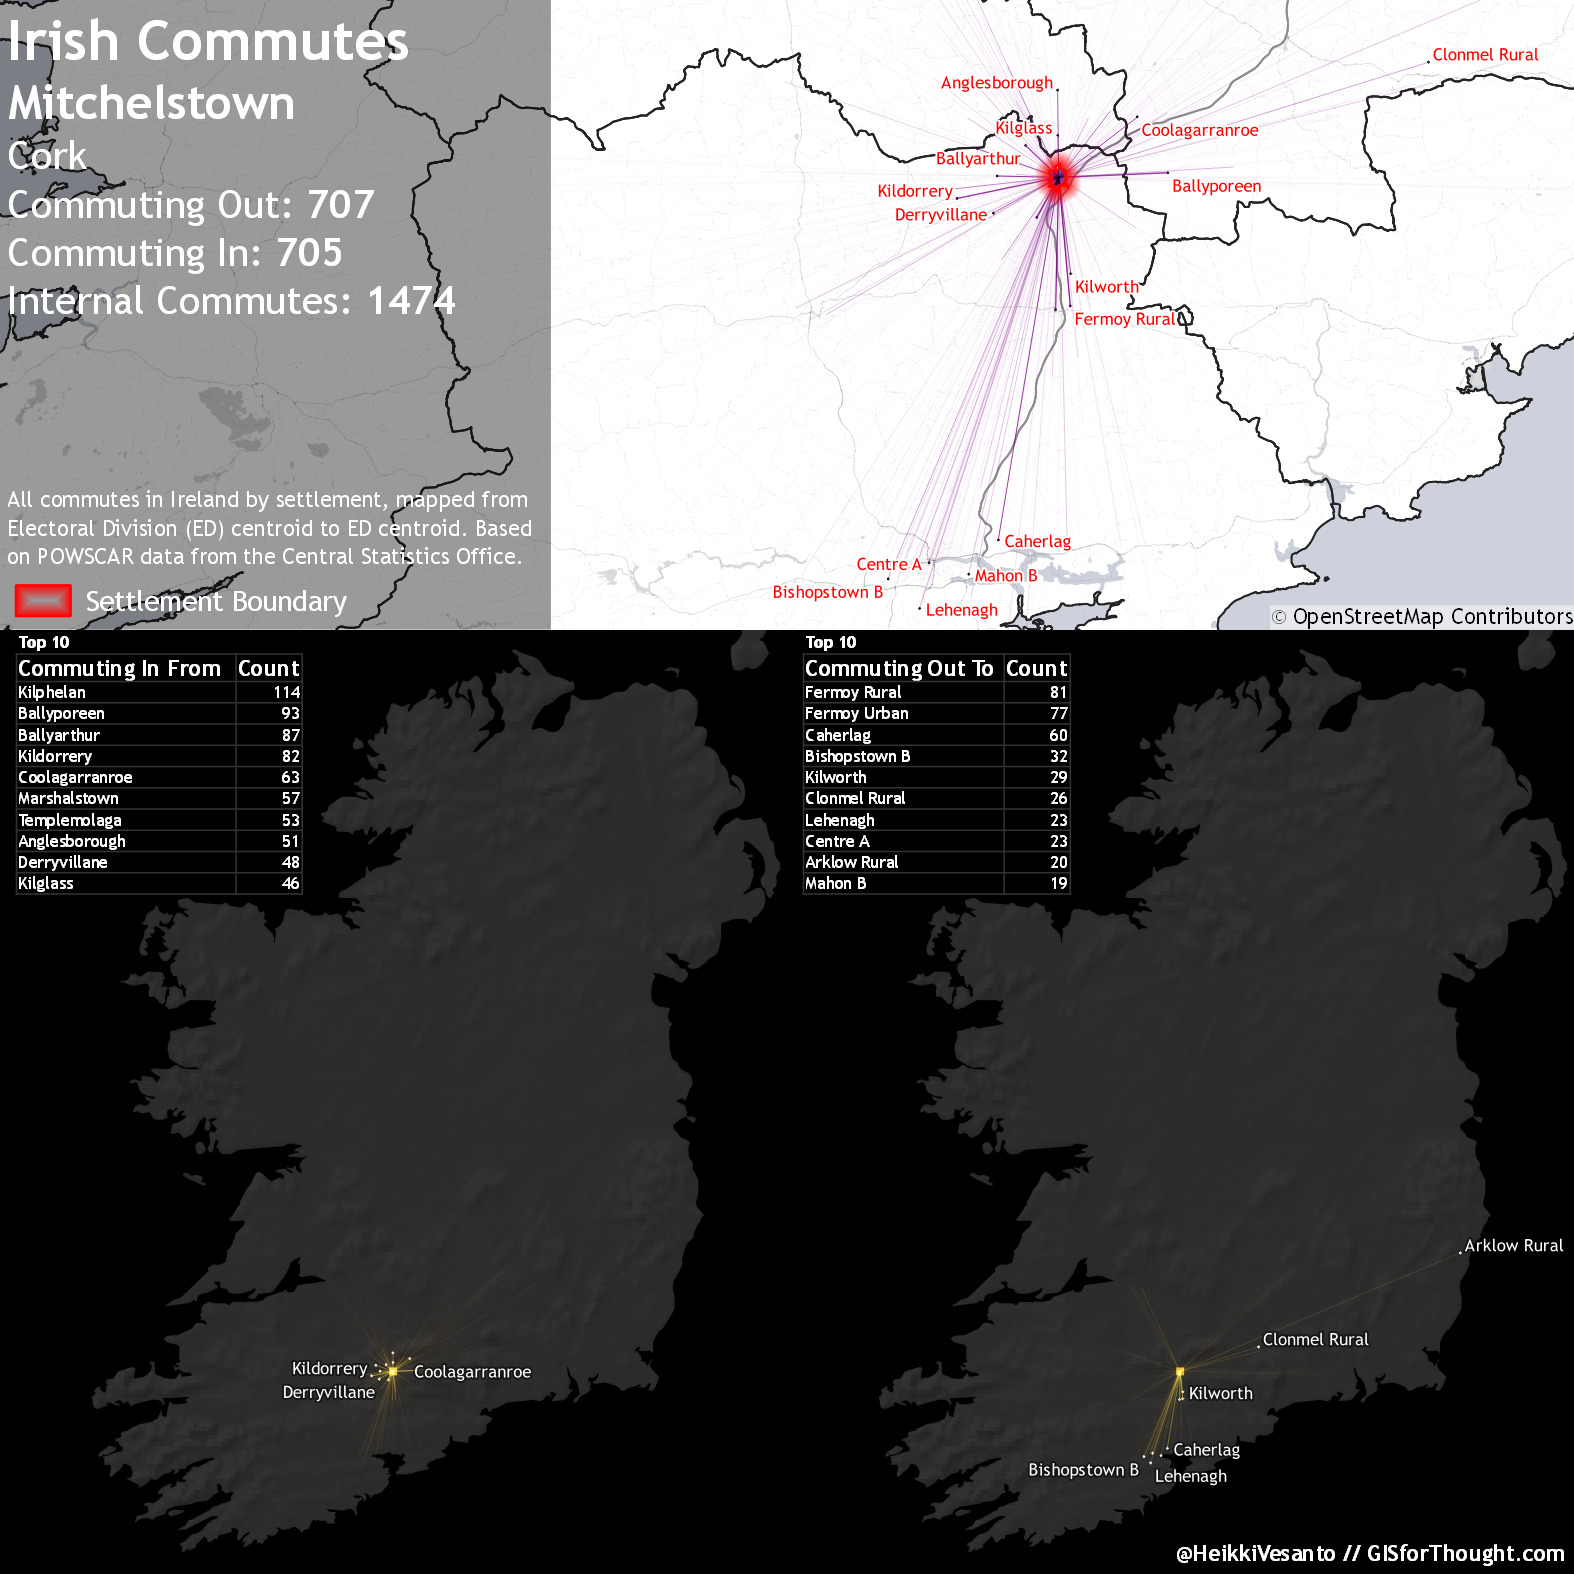 Irish Commutes
Mitchelstown
Cork
Commuting Out: 707
Commuting In: 705
Internal Commutes: 1474
All commutes in Ireland by settlement, mapped from
Electoral Division (ED) centroid to ED centroid. Based
on POWSCAR data from the Central Statistics Office.
Settlement Boundary
Clonmel Rural
Anglesborough
Kilglass
Coolagarranroe
Ballyarthur
Kildorrery
Ballyporeen
Derryvillane
Kilworth
Fermoy Rural
Caherlag
Centre A
Mahon B
Bishopstown B
Lehenagh
© OpenStreetMap Contributors
Top 10
Commuting In From Count
Kilphelan 114
Ballyporeen 93
Ballyarthur 87
Kildorrery 82
Coolagarranroe 63
Marshalstown 57
Templemolaga 53
Anglesborough 51
Derryvillane 48
Kilglass 46
Kildorrery
Coolagarranroe
Derryvillane
Top 10
Commuting Out To Count
Fermoy Rural 81
Fermoy Urban 77
Caherlag 60
Bishopstown B 32
Kilworth 29
Clonmel Rural 26
Lehenagh 23
Centre A 23
Arklow Rural 20
Mahon B 19
Arklow Rural
Clonmel Rural
Kilworth
Caherlag
Bishopstown B
Lehenagh
@HeikkiVesanto // GISforThought.com